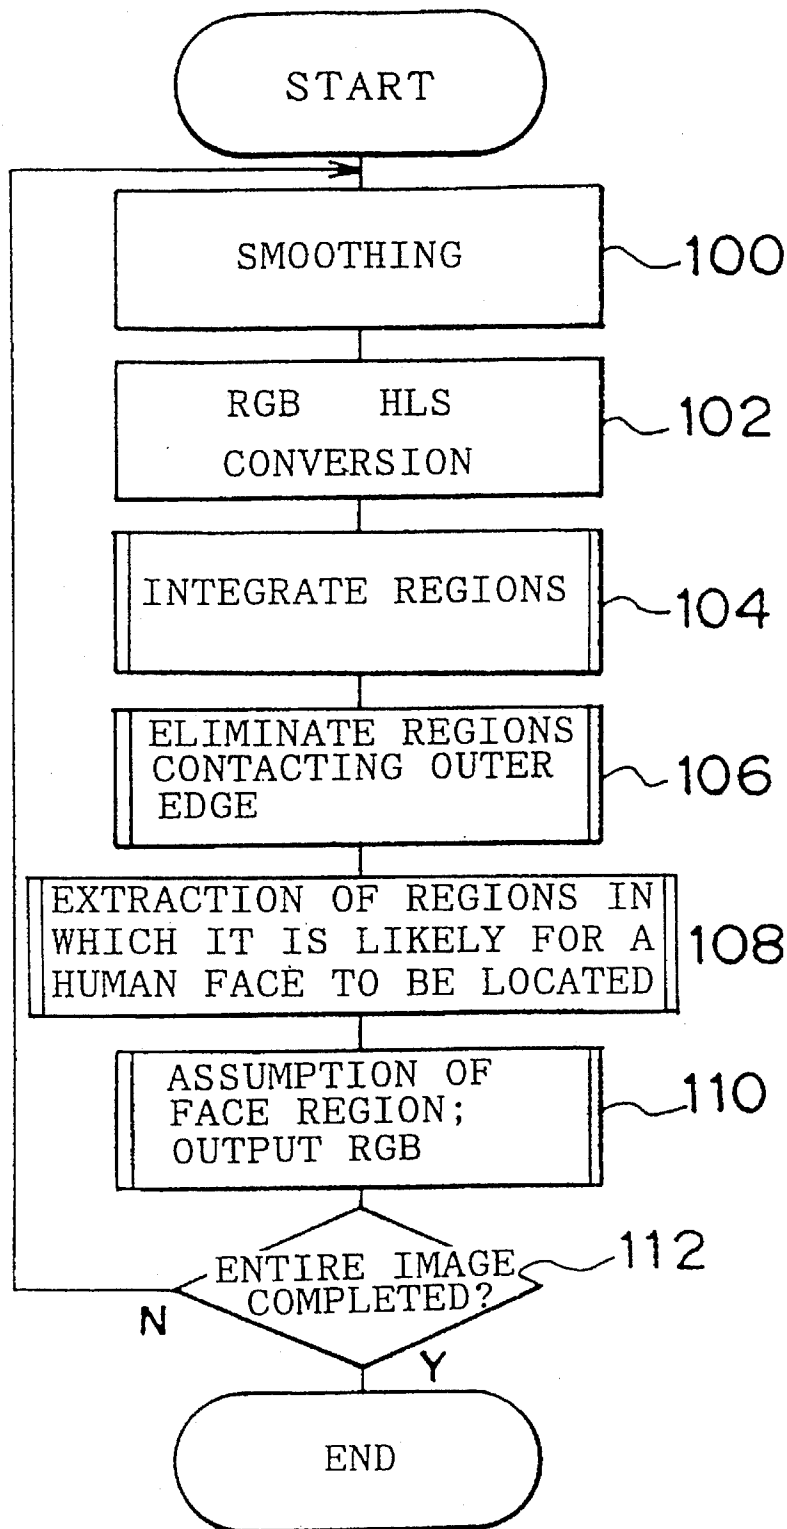 START
SMOOTHING
100
RGB HLS
CONVERSION
102
INTEGRATE REGIONS
104
ELIMINATE REGIONS
CONTACTING OUTER
EDGE
106
EXTRACTION OF REGIONS IN
WHICH IT IS LIKELY FOR A
HUMAN FACE TO BE LOCATED
108
ASSUMPTION OF
FACE REGION;
OUTPUT RGB
110
ENTIRE IMAGE
COMPLETED?
112
N
Y
END